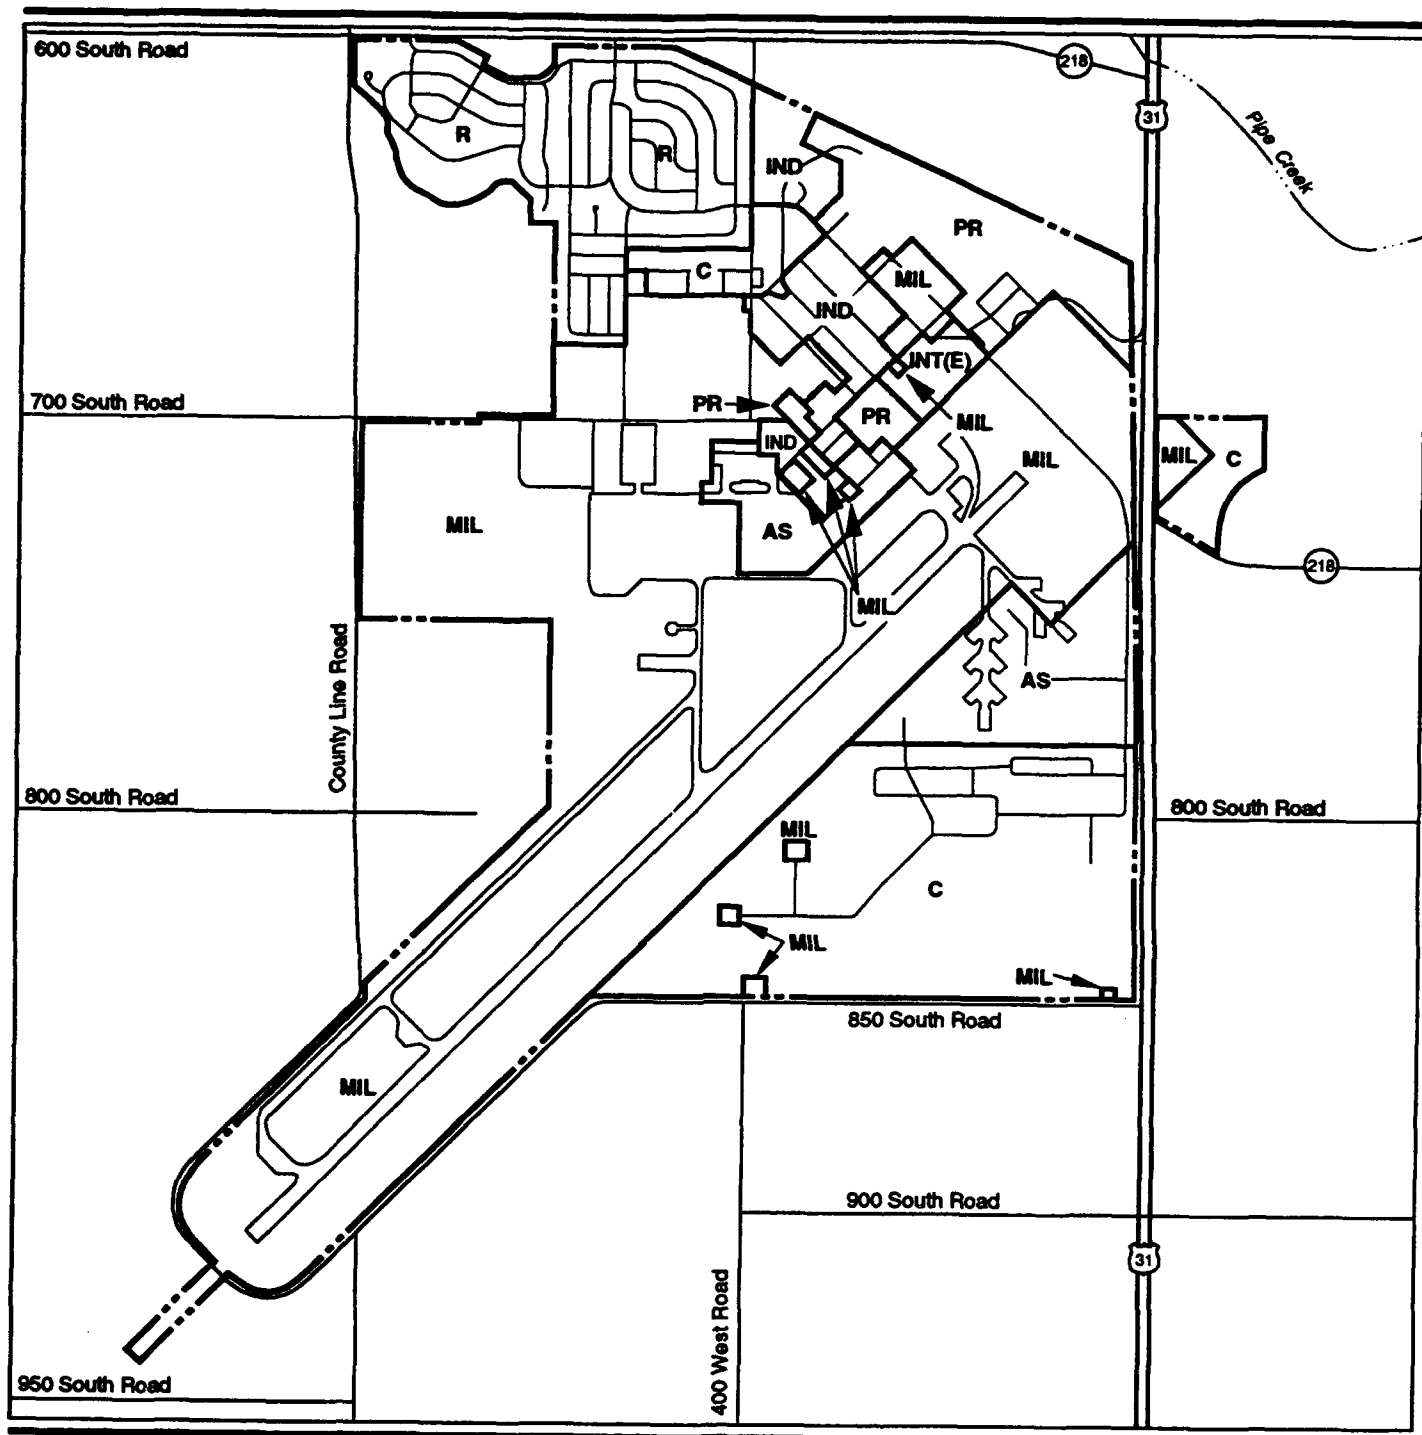 600 South Road
218
31
Pipe Creek
R
R
IND
PR
C
MIL
IND
INT(E)
700 South Road
PR
PR
MIL
IND
MIL
MIL
C
MIL
AS
218
MIL
County Line Road
AS
800 South Road
800 South Road
MIL
C
MIL
MIL
850 South Road
MIL
900 South Road
31
400 West Road
950 South Road